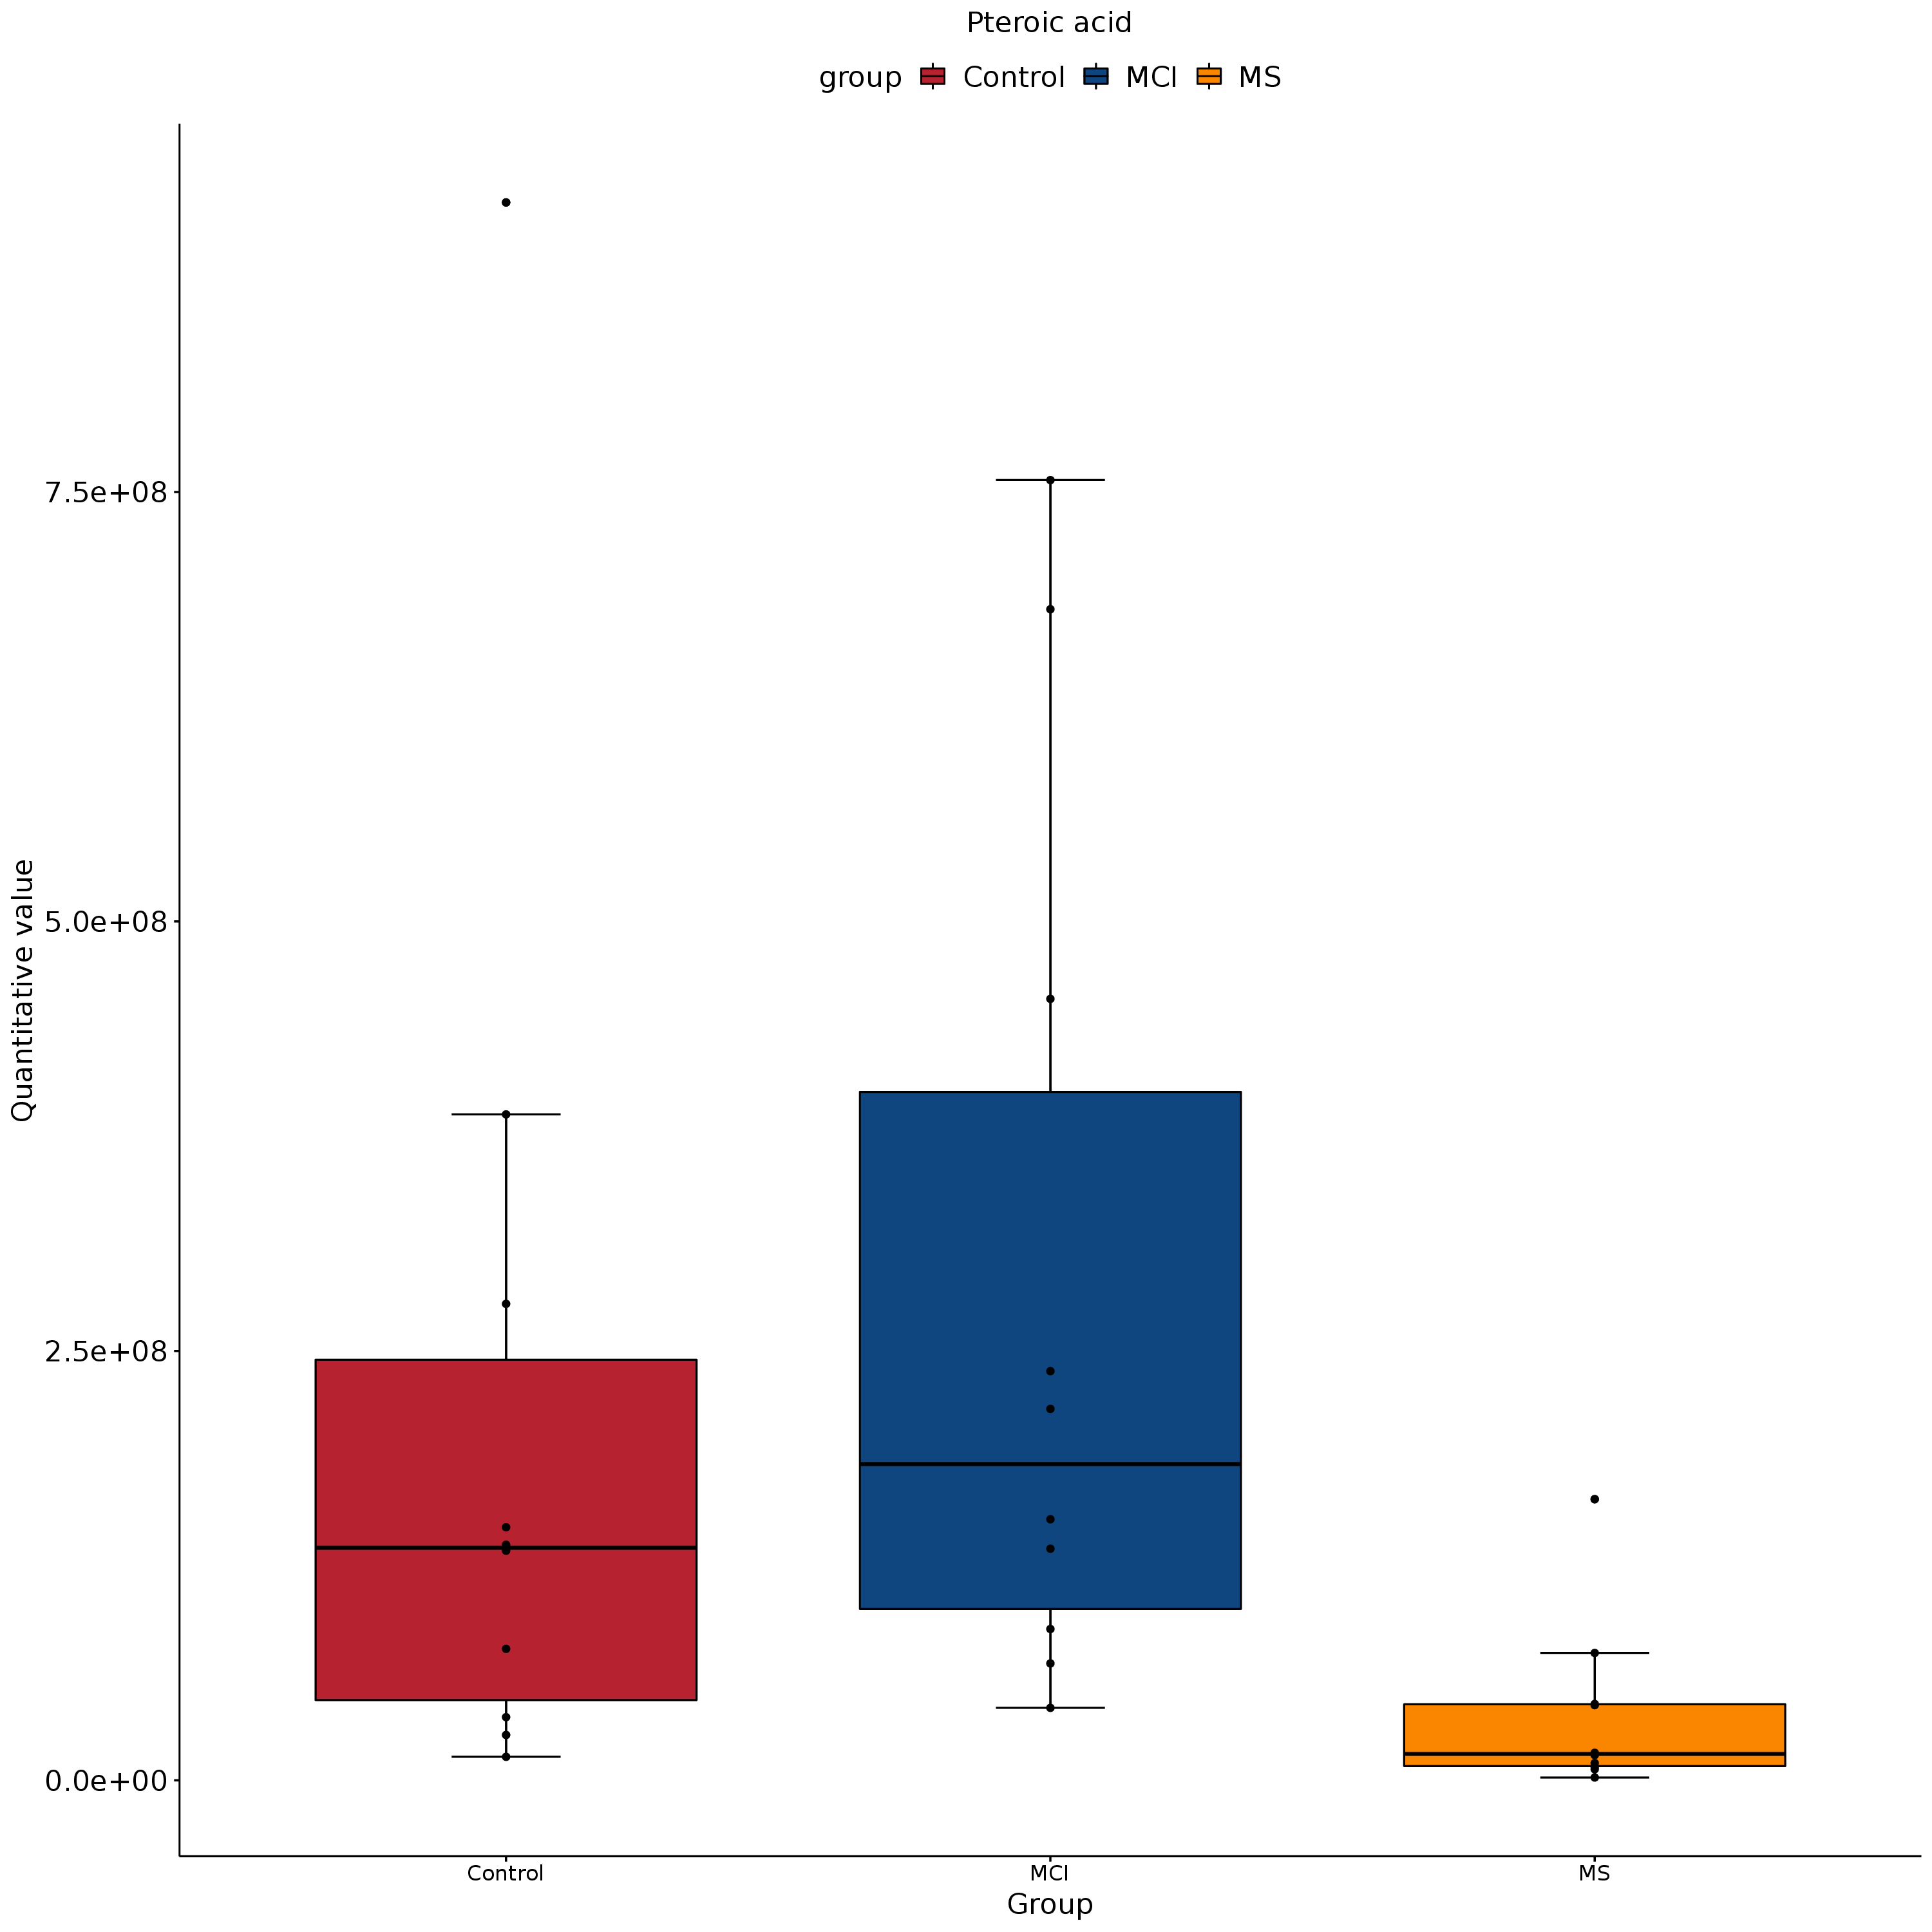 Pteroic acid
group Control MCI MS
7.5e+08
5.0e+08
2.5e+08
0.0e+00
Quantitative value
Control MCI MS
Group